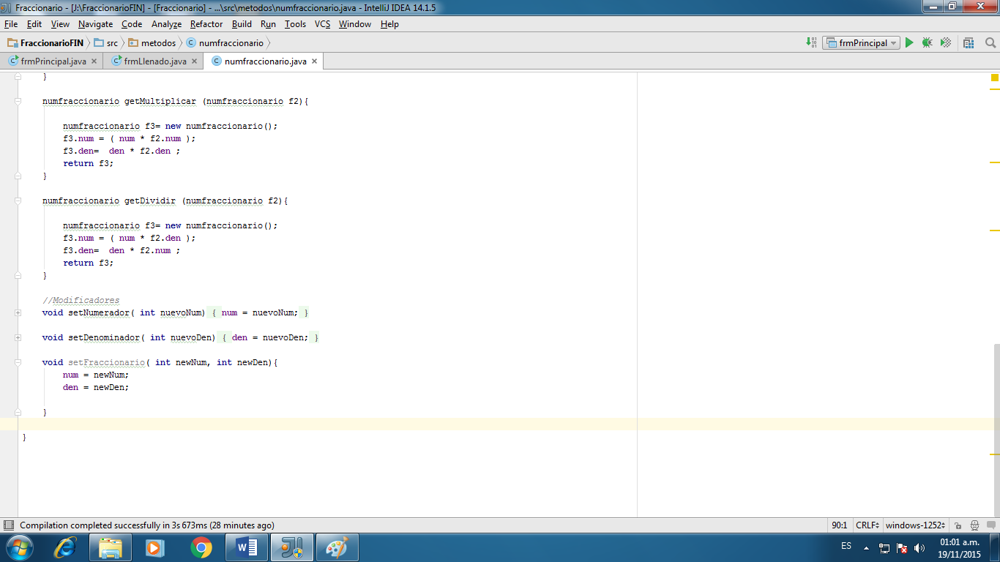 Fraccionario - [J:\FraccionarioFIN] - [Fraccionario] - ...\src\metodos\numfraccionario.java - IntelliJ IDEA 14.1.5
File Edit View Navigate Code Analyze Refactor Build Run Tools VCS Window Help
FraccionarioFIN src metodos numfraccionario frmPrincipal
frmPrincipal.java frmLlenado.java numfraccionario.java
}
numfraccionario getMultiplicar (numfraccionario f2){
numfraccionario f3= new numfraccionario();
f3.num = ( num * f2.num );
f3.den=  den * f2.den ;
return f3;
}
numfraccionario getDividir (numfraccionario f2){
numfraccionario f3= new numfraccionario();
f3.num = ( num * f2.den );
f3.den=  den * f2.num ;
return f3;
}
//Modificadores
void setNumerador( int nuevoNum) { num = nuevoNum; }
void setDenominador( int nuevoDen) { den = nuevoDen; }
void setFraccionario( int newNum, int newDen){
num = newNum;
den = newDen;
}
}
Compilation completed successfully in 3s 673ms (28 minutes ago) 90:1 CRLF windows-1252
ES 01:01 a.m.
19/11/2015